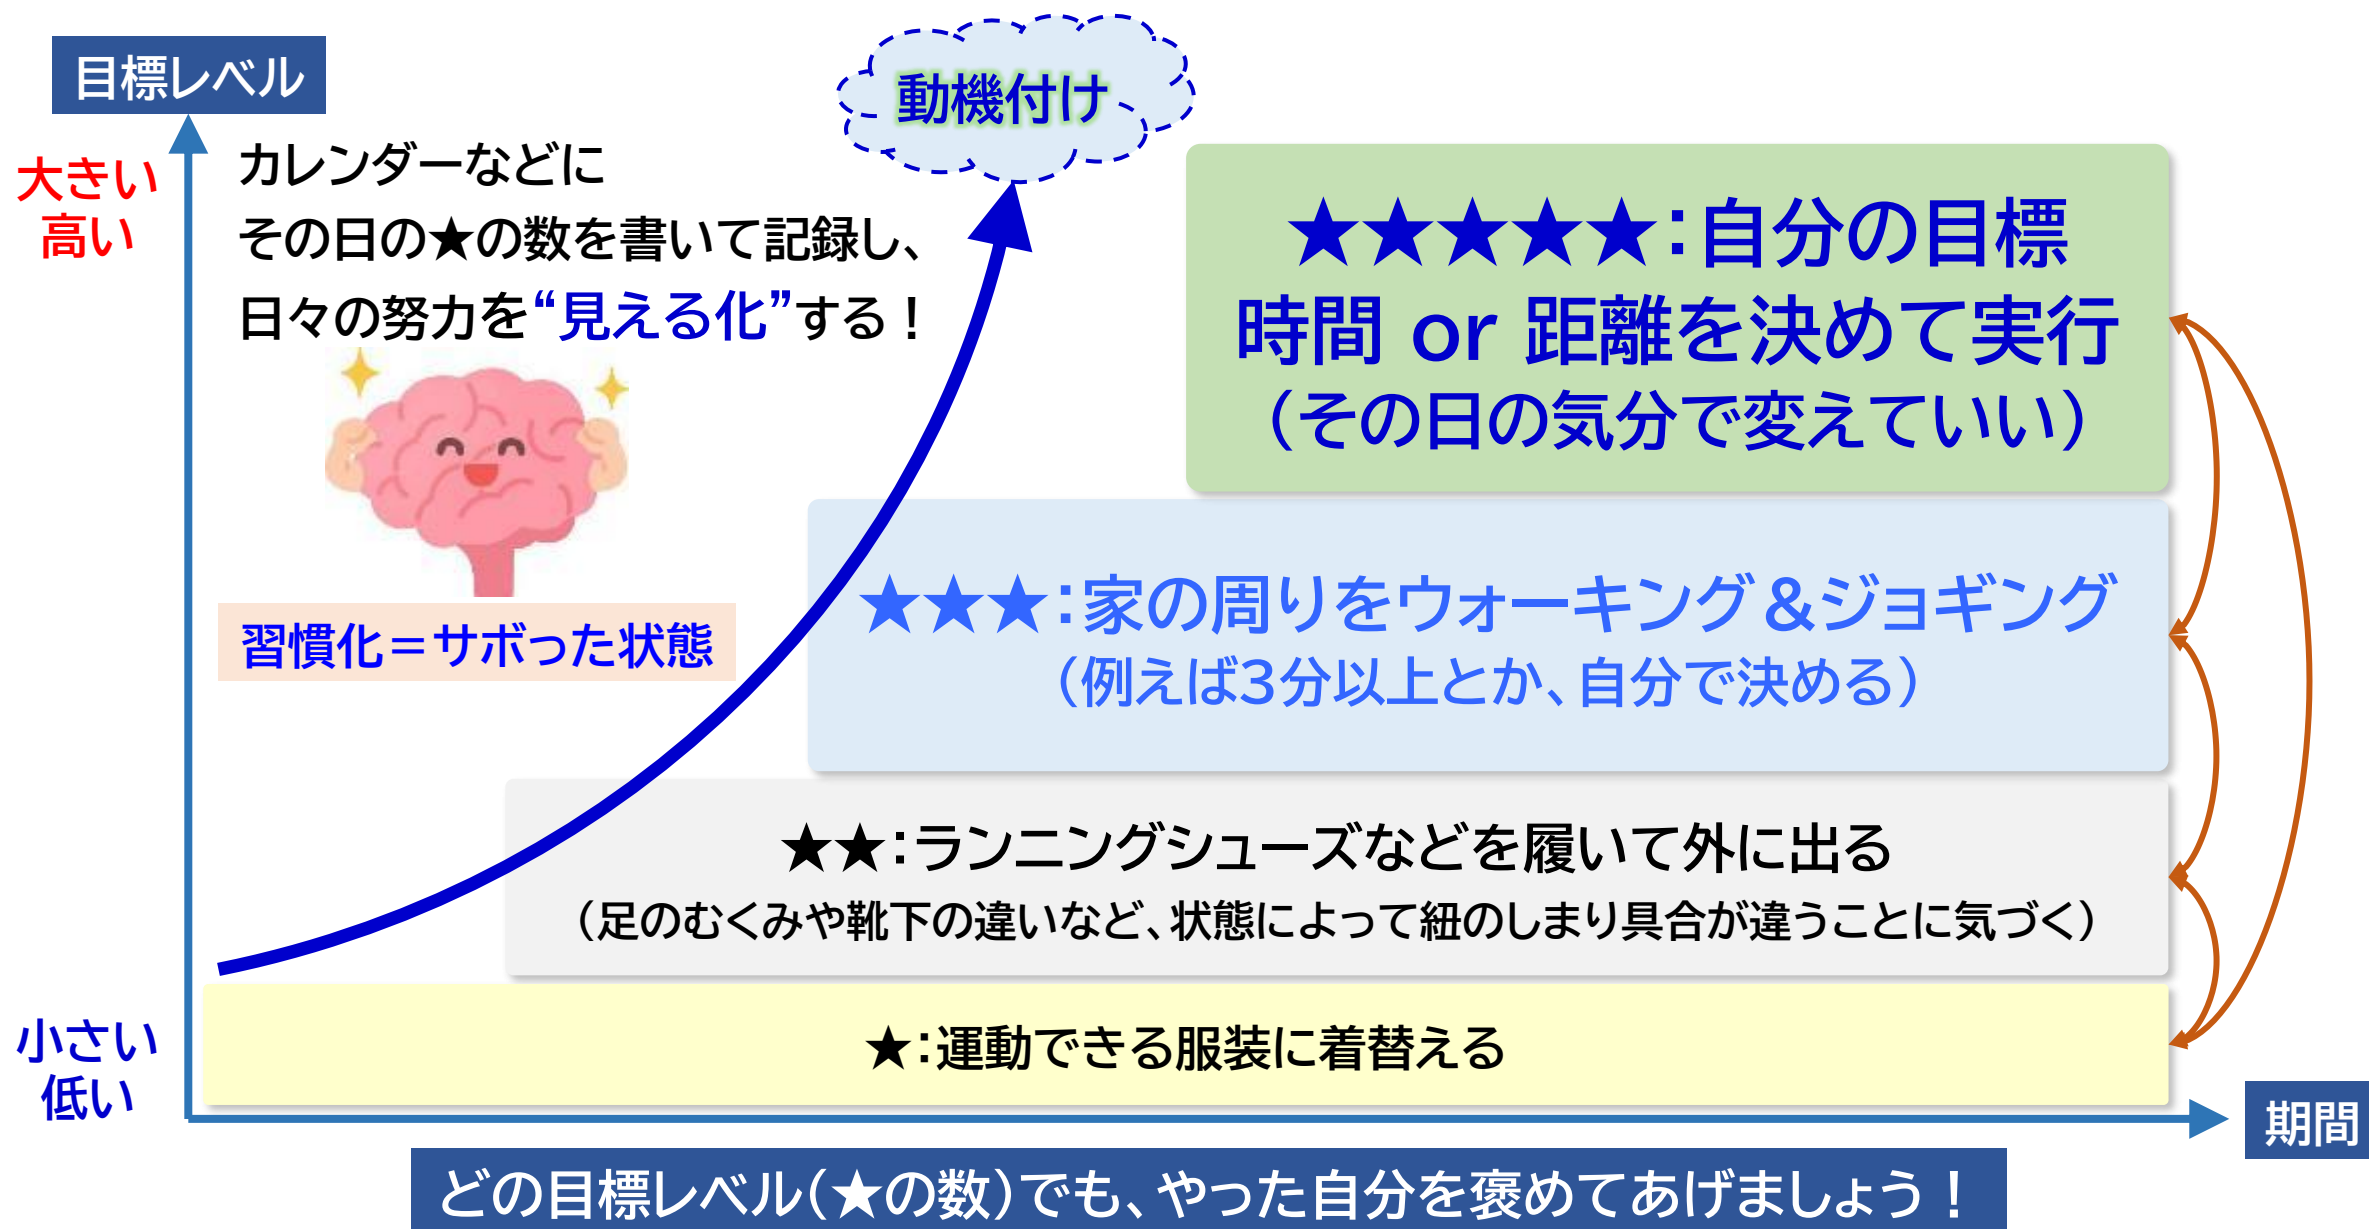 目標レベル
大きい
高い
カレンダーなどに
その日の★の数を書いて記録し、
日々の努力を“見える化”する！
動機付け
★★★★★：自分の目標
時間 or 距離を決めて実行
（その日の気分で変えていい）
★★★：家の周りをウォーキング＆ジョギング
（例えば3分以上とか、自分で決める）
習慣化＝サボった状態
★★：ランニングシューズなどを履いて外に出る
（足のむくみや靴下の違いなど、状態によって紐のしまり具合が違うことに気づく）
★：運動できる服装に着替える
小さい
低い
期間
どの目標レベル（★の数）でも、やった自分を褒めてあげましょう！